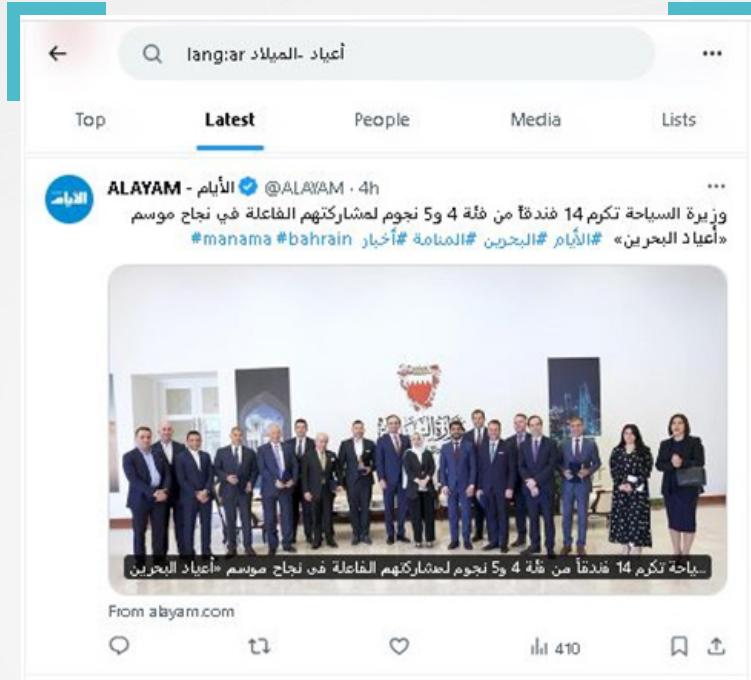 أعياد -الميلاد lang:ar
Top Latest People Media Lists
ALAYAM - الأيام @ALAYAM · 4h
وزيرة السياحة تكرم 14 فندقاً من فئة 4 و5 نجوم لمشاركتهم الفاعلة في نجاح موسم
«أعياد البحرين» #الأيام #البحرين #المنامة #أخبار #manama #bahrain
...ياحة تكرم 14 فندقاً من فئة 4 و5 نجوم لمشاركتهم الفاعلة في نجاح موسم «أعياد البحرين
From alayam.com
410